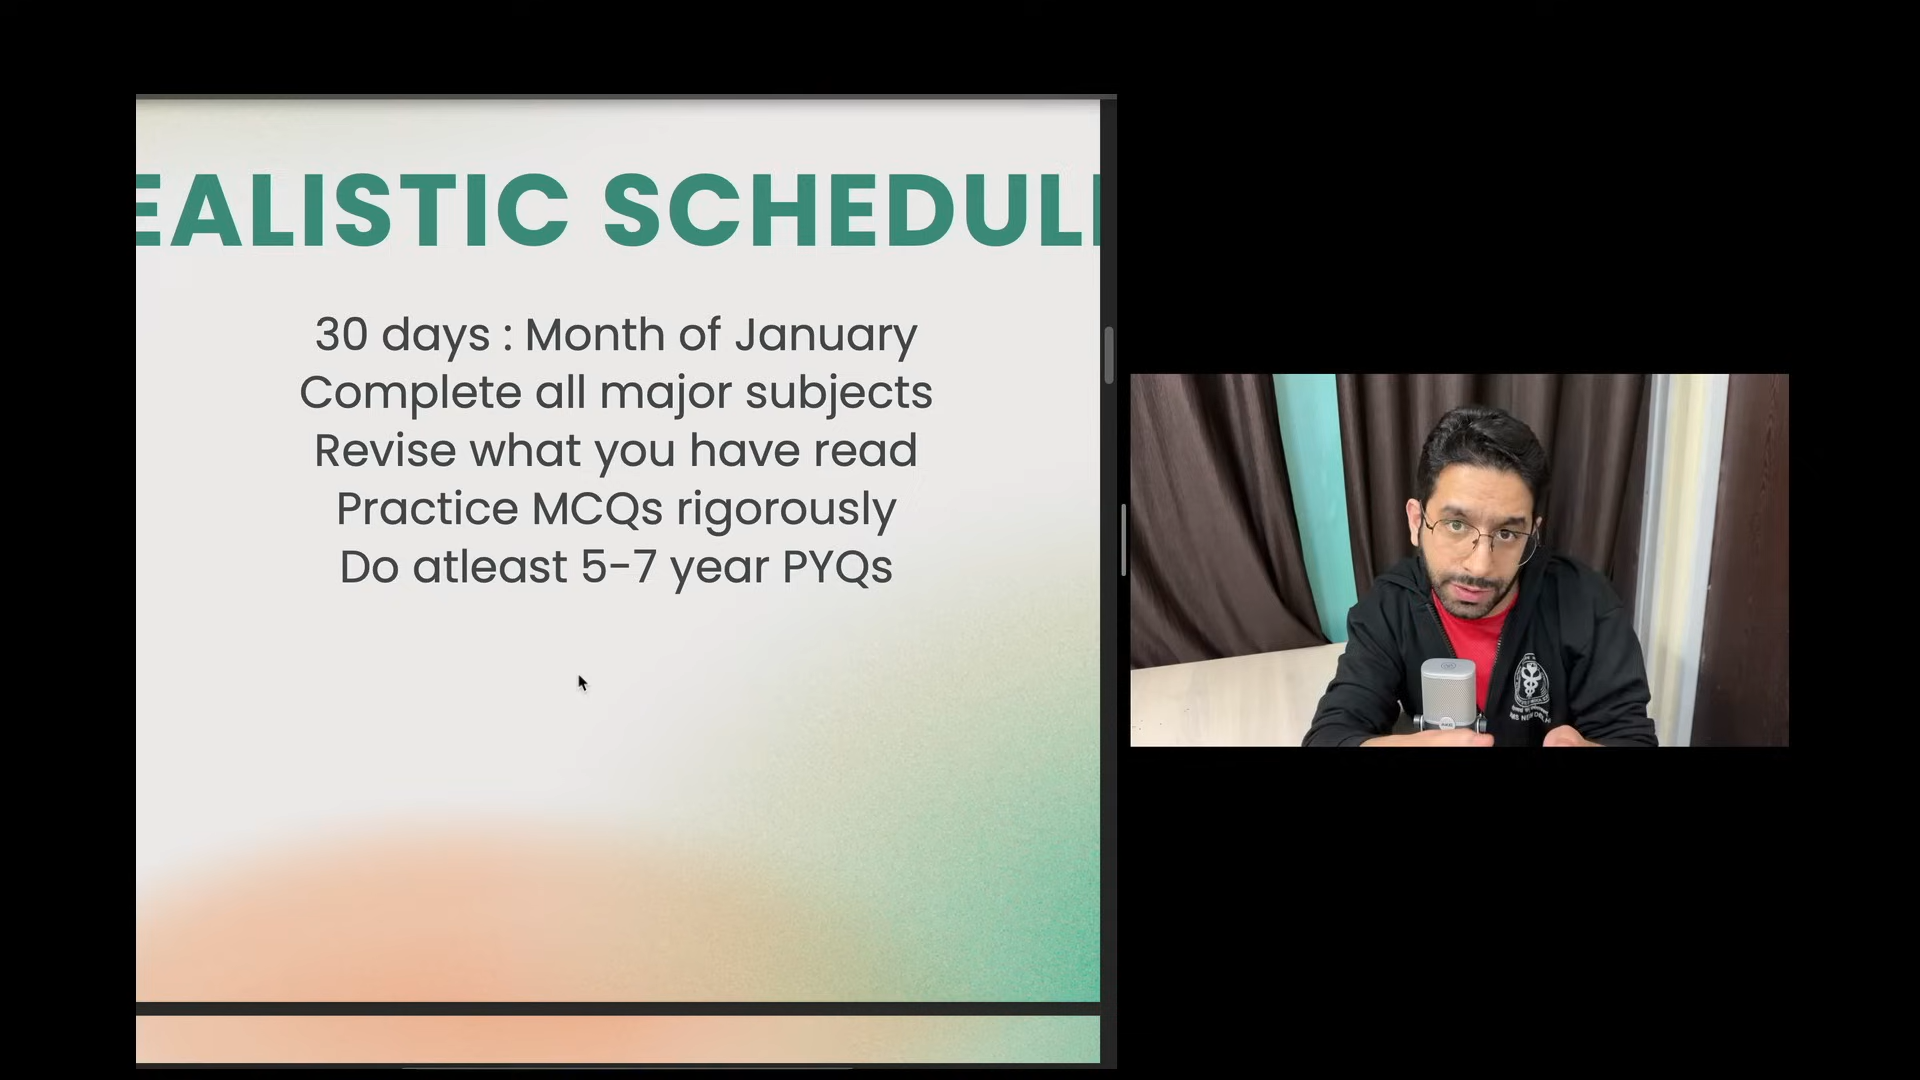 EALISTIC SCHEDUL
30 days : Month of January
Complete all major subjects
Revise what you have read
Practice MCQs rigorously
Do atleast 5-7 year PYQs